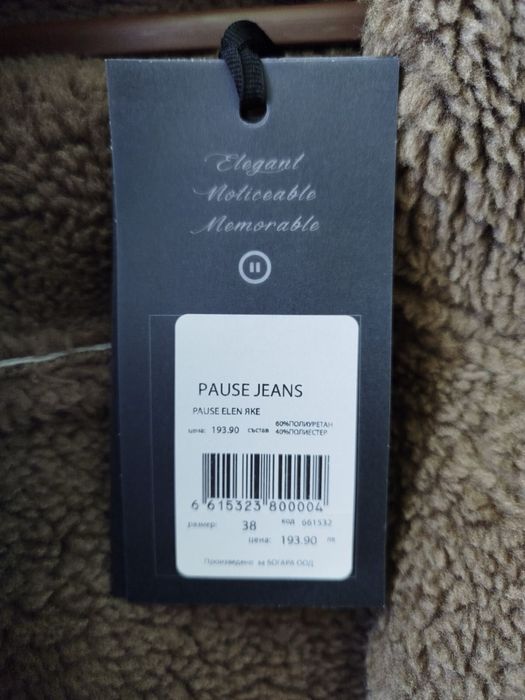 Elegant
Noticeable
Memorable
PAUSE JEANS
PAUSE ELEN ЯКЕ
цена: 193.90 състав 60%ПОЛИУРЕТАН
40%ПОЛИЕСТЕР
6 615323 800004
размер: 38 код 661532
цена: 193.90 лв
Произведено за БОГАРА ООД